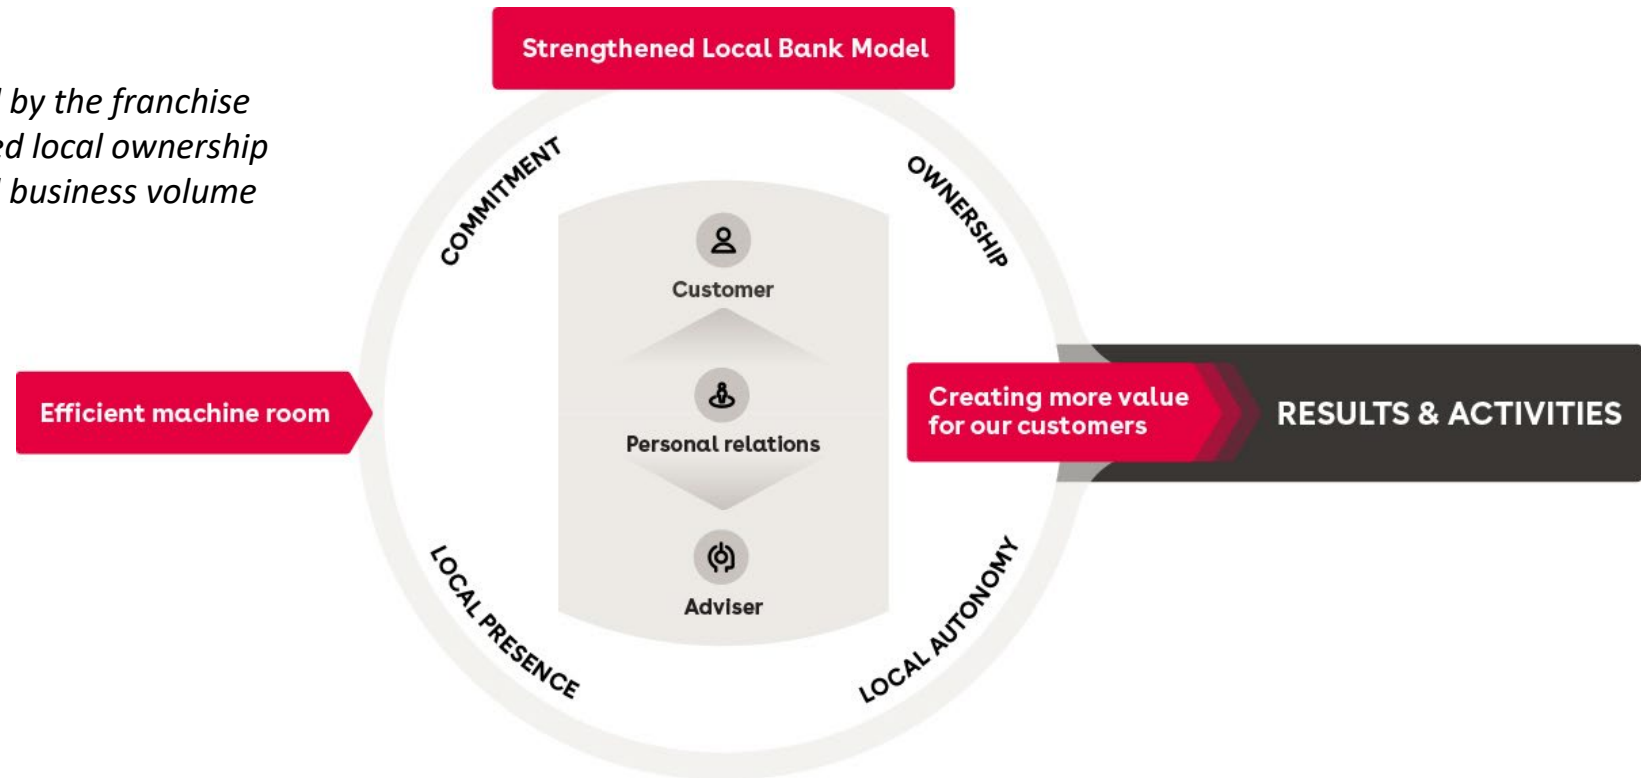 Strengthened Local Bank Model
by the franchise
ed local ownership
business volume
COMMITMENT
OWNERSHIP
Customer
Efficient machine room
Personal relations
Creating more value
for our customers
RESULTS & ACTIVITIES
Adviser
LOCAL PRESENCE
LOCAL AUTONOMY